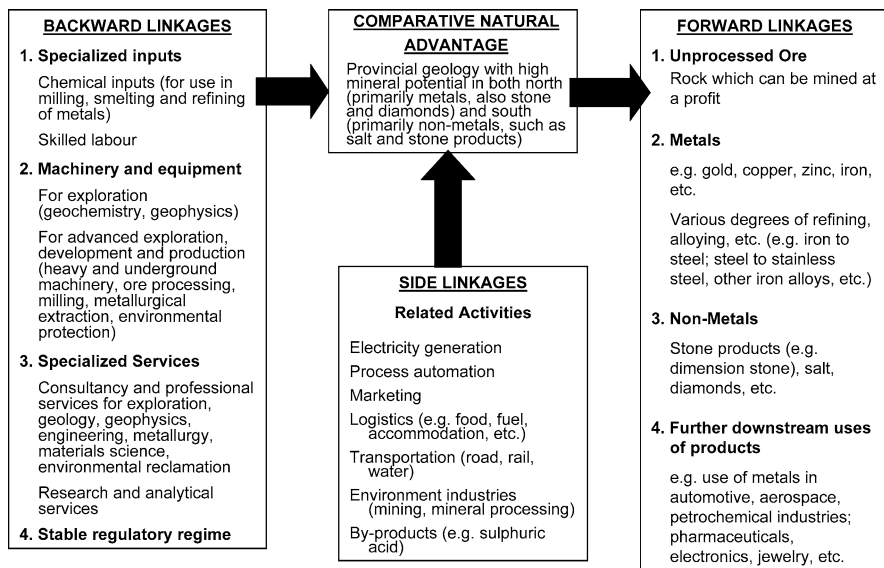 BACKWARD LINKAGES
1. Specialized inputs
Chemical inputs (for use in
milling, smelting and refining
of metals)
Skilled labour
2. Machinery and equipment
For exploration
(geochemistry, geophysics)
For advanced exploration,
development and production
(heavy and underground
machinery, ore processing,
milling, metallurgical
extraction, environmental
protection)
3. Specialized Services
Consultancy and professional
services for exploration,
geology, geophysics,
engineering, metallurgy,
materials science,
environmental reclamation
Research and analytical
services
4. Stable regulatory regime
COMPARATIVE NATURAL
ADVANTAGE
Provincial geology with high
mineral potential in both north
(primarily metals, also stone
and diamonds) and south
(primarily non-metals, such as
salt and stone products)
SIDE LINKAGES
Related Activities
Electricity generation
Process automation
Marketing
Logistics (e.g. food, fuel,
accommodation, etc.)
Transportation (road, rail,
water)
Environment industries
(mining, mineral processing)
By-products (e.g. sulphuric
acid)
FORWARD LINKAGES
1. Unprocessed Ore
Rock which can be mined at
a profit
2. Metals
e.g. gold, copper, zinc, iron,
etc.
Various degrees of refining,
alloying, etc. (e.g. iron to
steel; steel to stainless
steel, other iron alloys, etc.)
3. Non-Metals
Stone products (e.g.
dimension stone), salt,
diamonds, etc.
4. Further downstream uses
of products
e.g. use of metals in
automotive, aerospace,
petrochemical industries;
pharmaceuticals,
electronics, jewelry, etc.